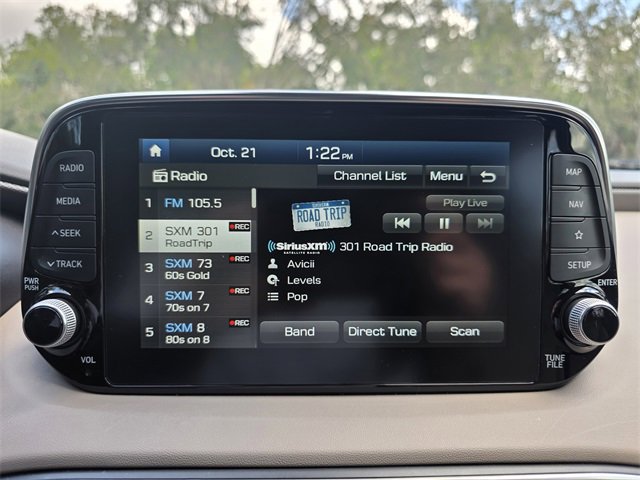 Oct. 21 1:22 PM
Radio Channel List Menu
1 FM 105.5
2 SXM 301 REC
RoadTrip
3 SXM 73 REC
60s Gold
4 SXM 7 REC
70s on 7
5 SXM 8 REC
80s on 8
Play Live
ROAD TRIP
RADIO
SiriusXM 301 Road Trip Radio
SATELLITE RADIO
Avicii
Levels
Pop
Band Direct Tune Scan
RADIO
MEDIA
SEEK
TRACK
PWR
PUSH
VOL
MAP
NAV
SETUP
ENTER
TUNE
FILE